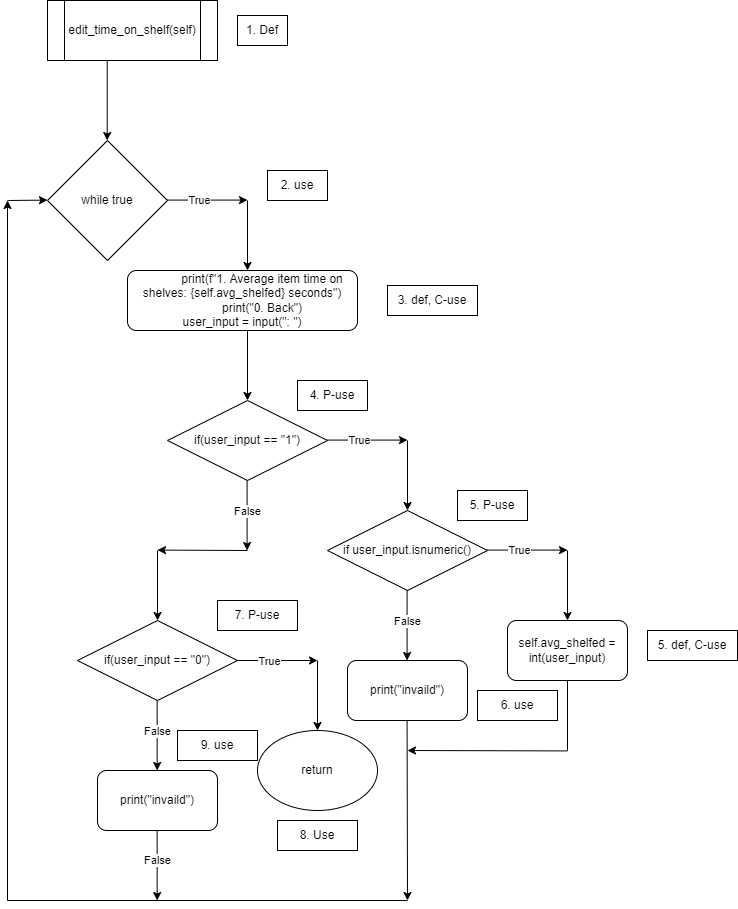 edit_time_on_shelf(self)
1. Def
while true
True
2. use
print(f"1. Average item time on
shelves: {self.avg_shelfed} seconds")
print("0. Back")
user_input = input(": ")
3. def, C-use
4. P-use
if(user_input == "1")
True
False
5. P-use
if user_input.isnumeric()
True
False
7. P-use
if(user_input == "0")
True
False
self.avg_shelfed =
int(user_input)
5. def, C-use
print("invaild")
6. use
9. use
return
print("invaild")
8. Use
False